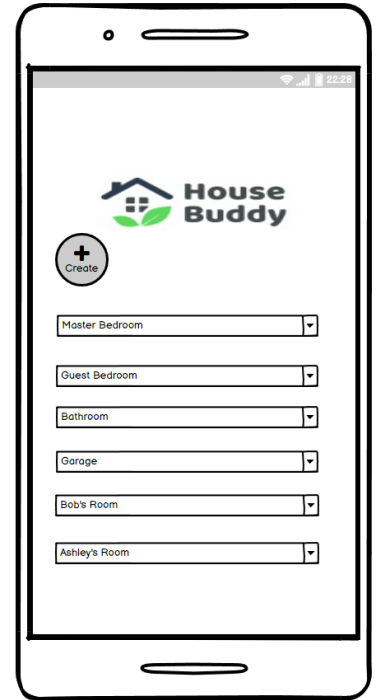 22:28
House
Buddy
Create
Master Bedroom
Guest Bedroom
Bathroom
Garage
Bob's Room
Ashley's Room